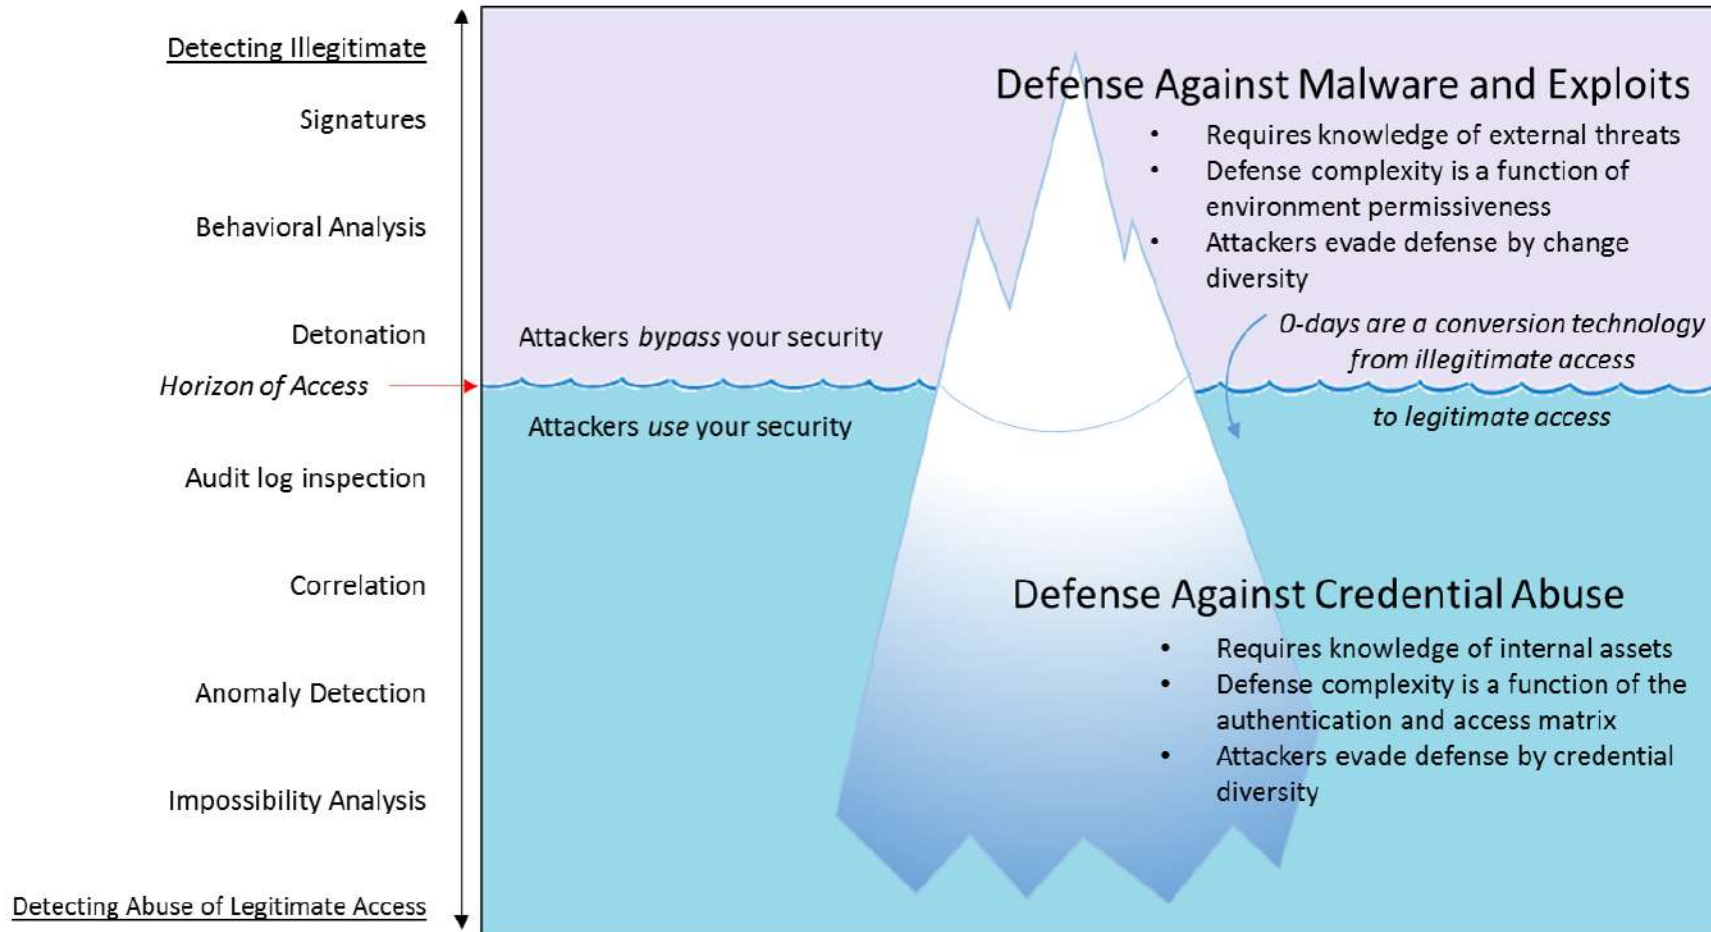 Detecting Illegitimate
Signatures
Behavioral Analysis
Detonation
Horizon of Access
Audit log inspection
Correlation
Anomaly Detection
Impossibility Analysis
Detecting Abuse of Legitimate Access
Attackers bypass your security
Attackers use your security
Defense Against Malware and Exploits
• Requires knowledge of external threats
• Defense complexity is a function of
environment permissiveness
• Attackers evade defense by change
diversity
0-days are a conversion technology
from illegitimate access
to legitimate access
Defense Against Credential Abuse
• Requires knowledge of internal assets
• Defense complexity is a function of the
authentication and access matrix
• Attackers evade defense by credential
diversity